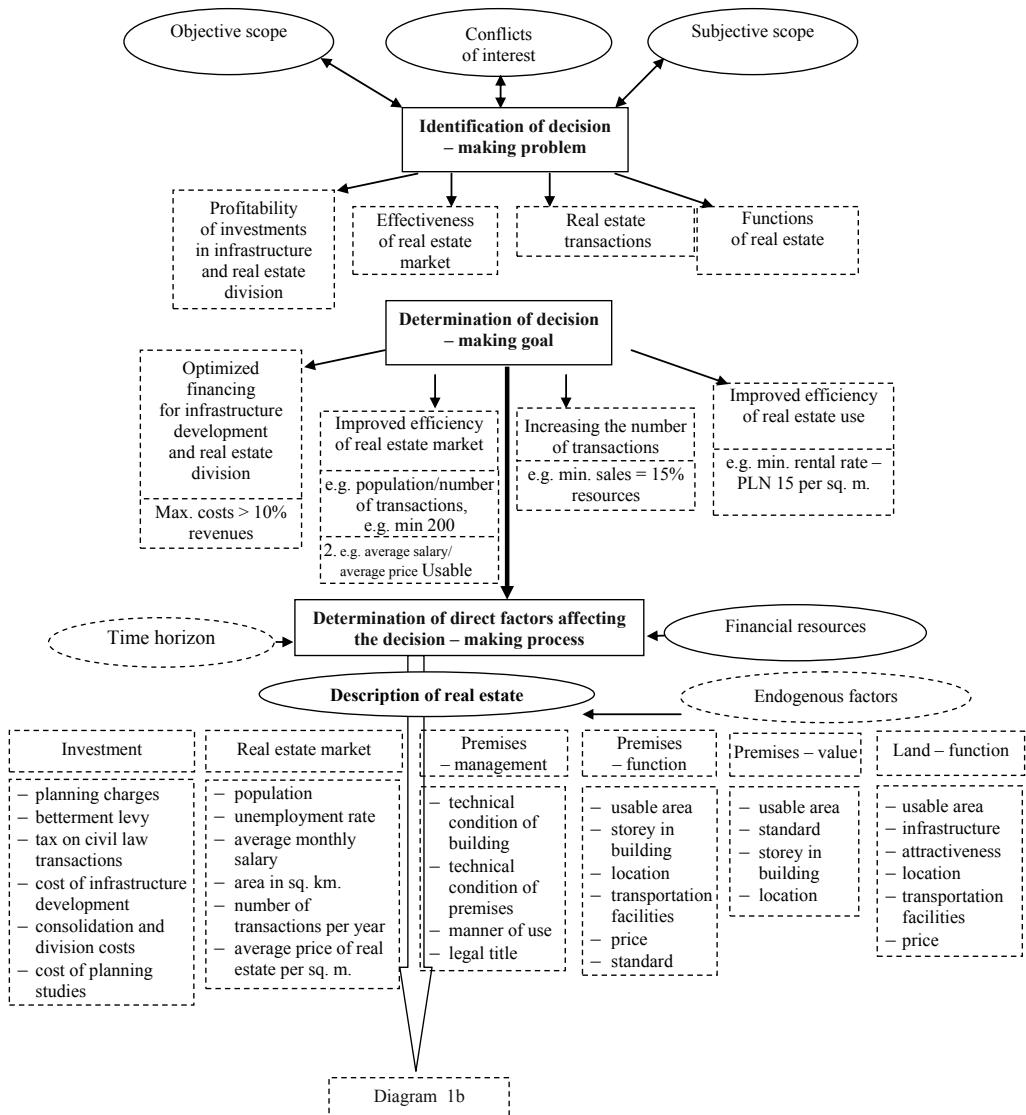 Objective scope
Conflicts
of interest
Subjective scope
Identification of decision
– making problem
Profitability
of investments
in infrastructure
and real estate
division
Effectiveness
of real estate
market
Real estate
transactions
Functions
of real estate
Determination of decision
– making goal
Optimized
financing
for infrastructure
development
and real estate
division
Max. costs > 10%
revenues
Improved efficiency
of real estate market
e.g. population/number
of transactions,
e.g. min 200
2. e.g. average salary/
average price Usable
Increasing the number
of transactions
e.g. min. sales = 15%
resources
Improved efficiency
of real estate use
e.g. min. rental rate –
PLN 15 per sq. m.
Time horizon
Determination of direct factors affecting
the decision – making process
Financial resources
Description of real estate
Endogenous factors
Investment
– planning charges
– betterment levy
– tax on civil law
transactions
– cost of infrastructure
development
– consolidation and
division costs
– cost of planning
studies
Real estate market
– population
– unemployment rate
– average monthly
salary
– area in sq. km.
– number of
transactions per year
– average price of real
estate per sq. m.
Premises
– management
– technical
condition of
building
– technical
condition of
premises
– manner of use
– legal title
Premises
– function
– usable area
– storey in
building
– location
– transportation
facilities
– price
– standard
Premises – value
– usable area
– standard
– storey in
building
– location
Land – function
– usable area
– infrastructure
– attractiveness
– location
– transportation
facilities
– price
Diagram 1b